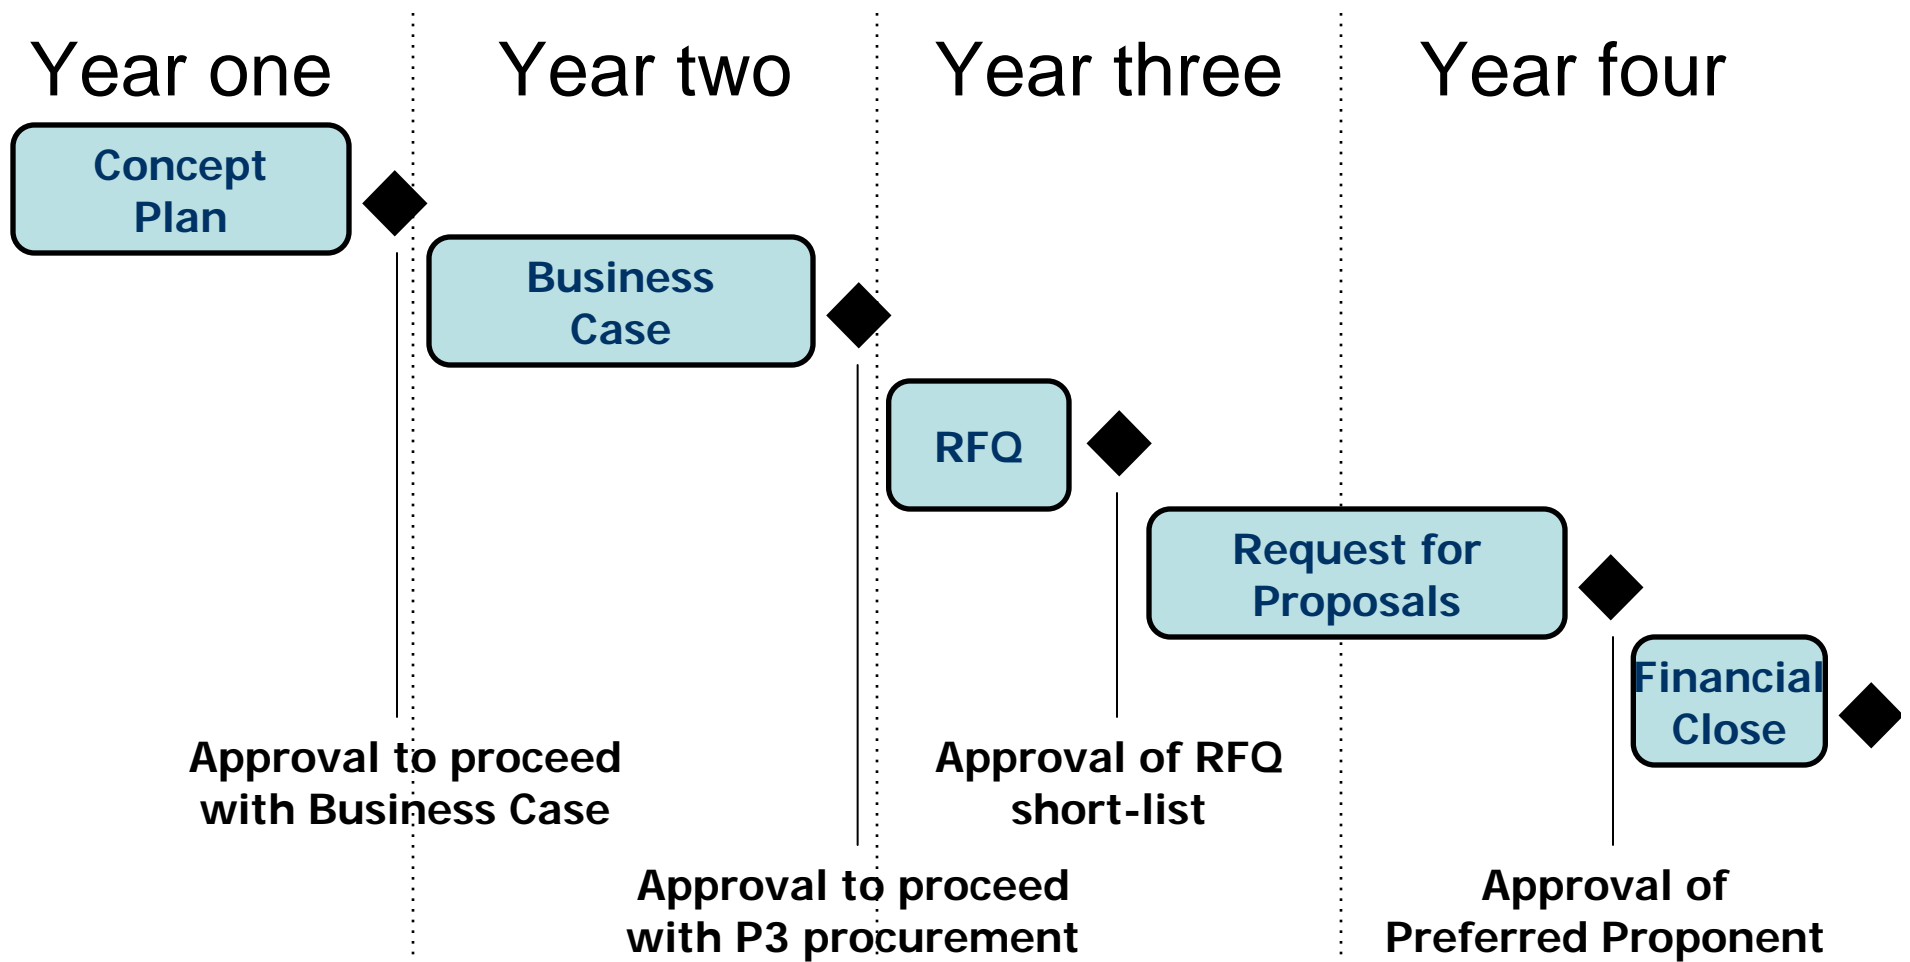 Year one
Year two
Year three
Year four
Concept
Plan
Business
Case
RFQ
Request for
Proposals
Financial
Close
Approval to proceed
with Business Case
Approval of RFQ
short-list
Approval to proceed
with P3 procurement
Approval of
Preferred Proponent